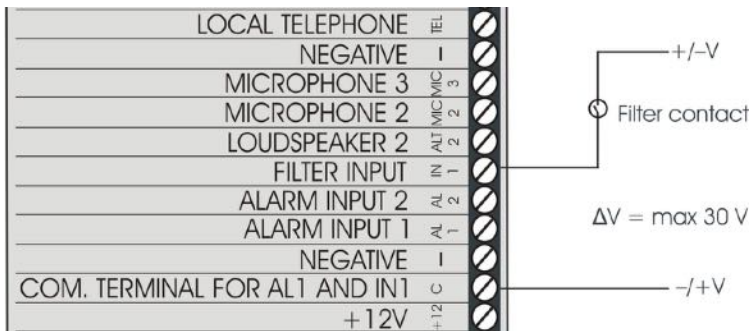 LOCAL TELEPHONE TEL
NEGATIVE –
MICROPHONE 3 MIC 3
MICROPHONE 2 MIC 2
LOUDSPEAKER 2 ALT 2
FILTER INPUT IN 1
ALARM INPUT 2 AL 2
ALARM INPUT 1 AL 1
NEGATIVE –
COM. TERMINAL FOR AL1 AND IN1 C
+12V +12
+/–V
Filter contact
ΔV = max 30 V
–/+V